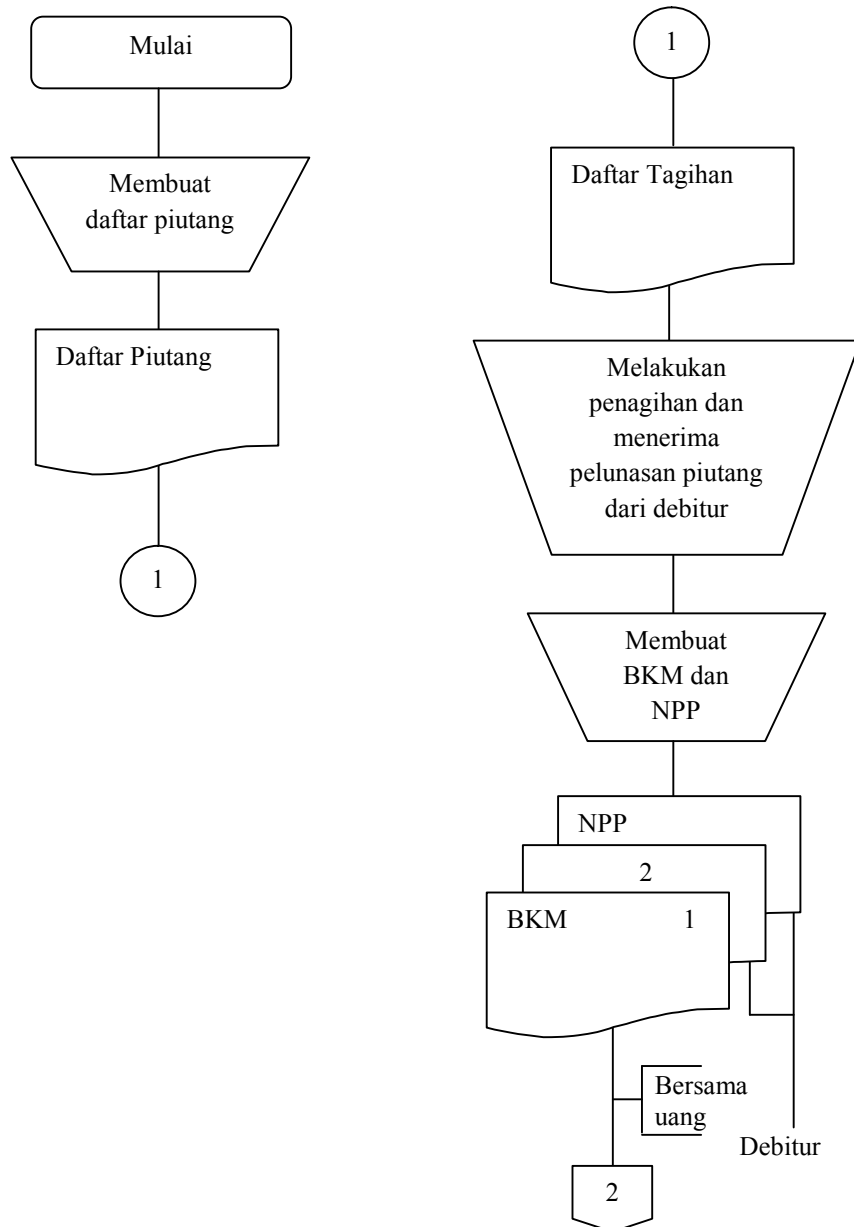 Mulai
Membuat
daftar piutang
Daftar Piutang
1
1
Daftar Tagihan
Melakukan
penagihan dan
menerima
pelunasan piutang
dari debitur
Membuat
BKM dan
NPP
NPP
2
BKM 1
Bersama
uang
Debitur
2